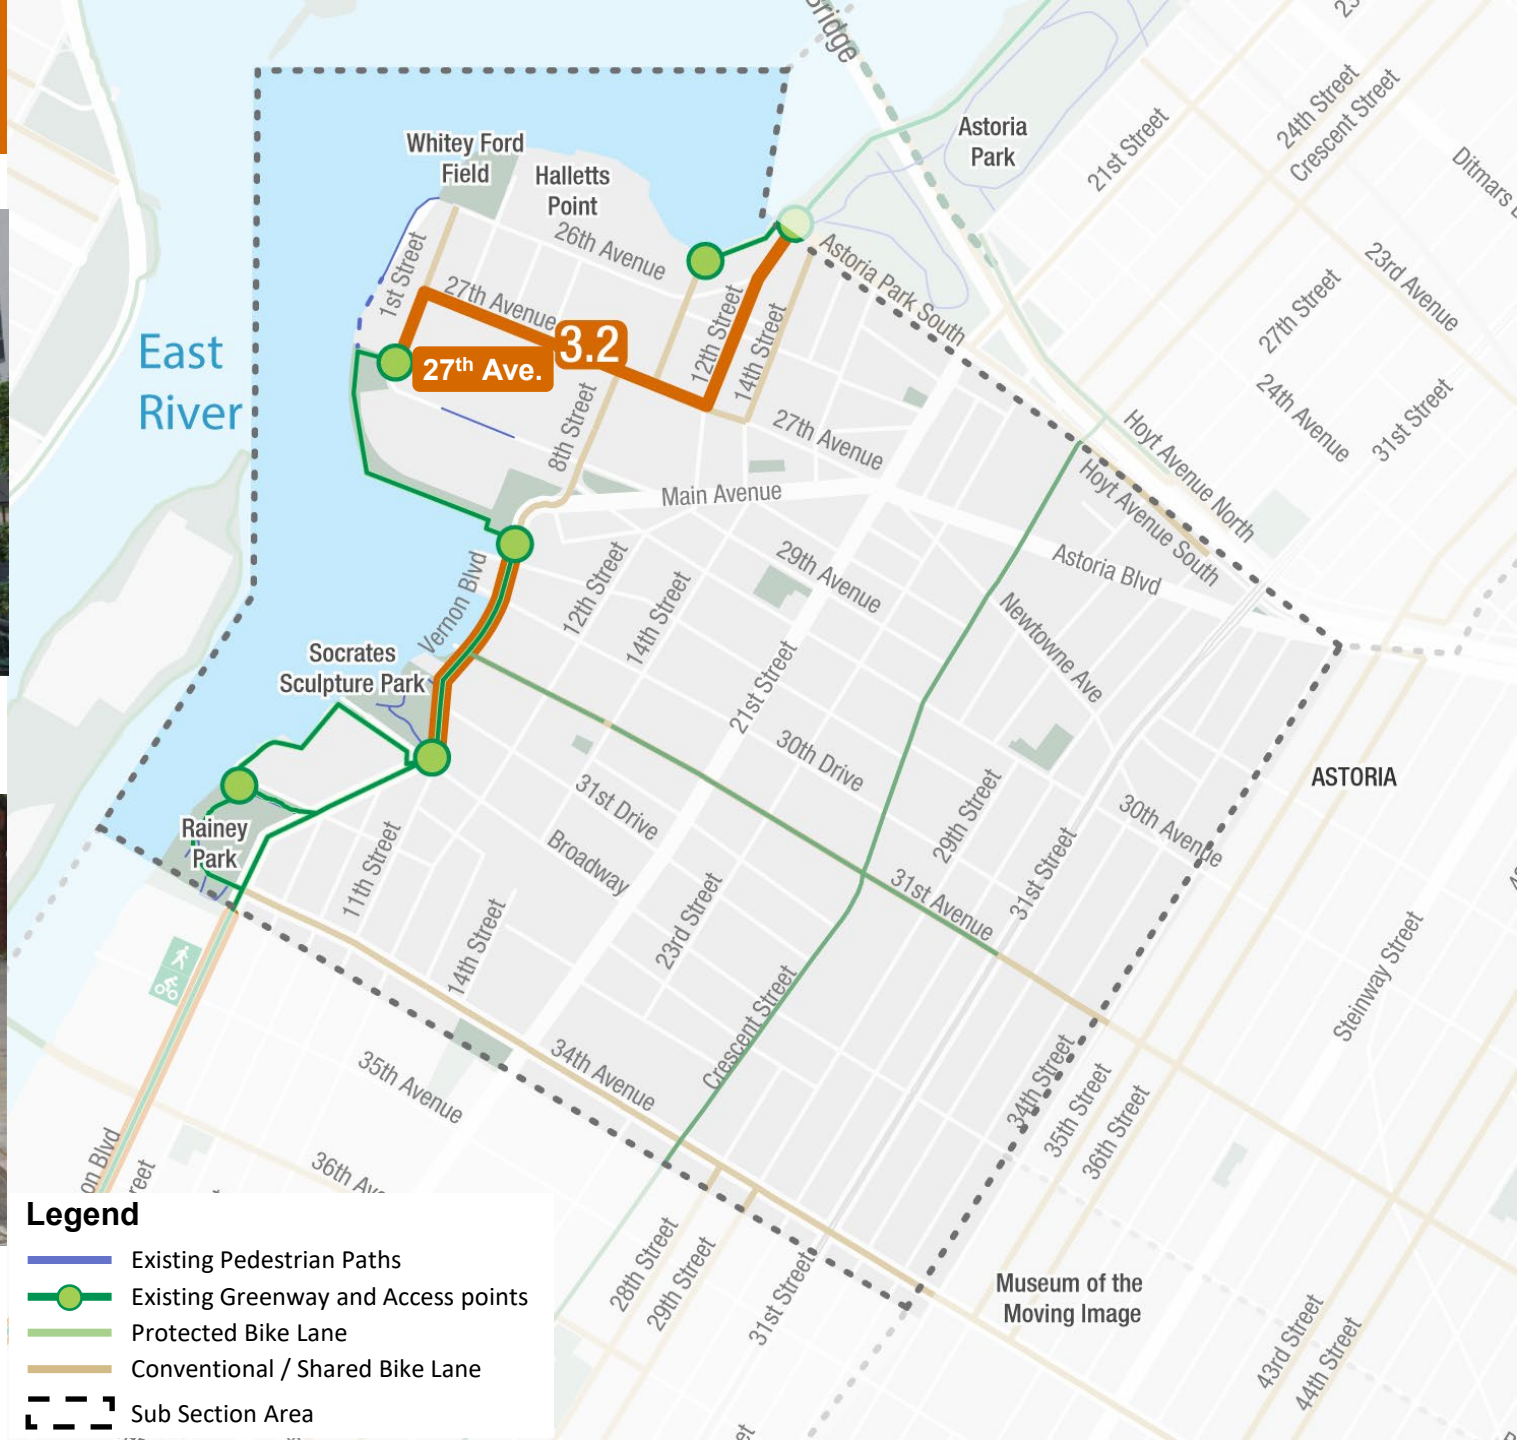 Bridge
Astoria
Park
21st Street
24th Street
Crescent Street
Ditmars
Whitey Ford
Field
Halletts
Point
26th Avenue
1st Street
27th Avenue
12th Street
14th Street
Astoria Park South
23rd Avenue
27th Street
24th Avenue
31st Street
East
River
3.2
27th Ave.
8th Street
27th Avenue
Main Avenue
Hoyt Avenue North
Hoyt Avenue South
Astoria Blvd
Vernon Blvd
12th Street
14th Street
29th Avenue
Newtowne Ave
21st Street
Socrates
Sculpture Park
30th Drive
31st Drive
Broadway
29th Street
31st Street
30th Avenue
ASTORIA
Rainey
Park
11th Street
14th Street
23rd Street
31st Avenue
Steinway Street
Crescent Street
34th Avenue
35th Avenue
34th Street
35th Street
36th Street
on Blvd
reet
36th Av
28th Street
29th Street
31st Street
Museum of the
Moving Image
43rd Street
44th Street
Legend
Existing Pedestrian Paths
Existing Greenway and Access points
Protected Bike Lane
Conventional / Shared Bike Lane
Sub Section Area